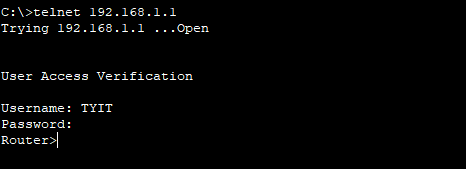 C:\>telnet 192.168.1.1
Trying 192.168.1.1 ...Open
User Access Verification
Username: TYIT
Password:
Router>